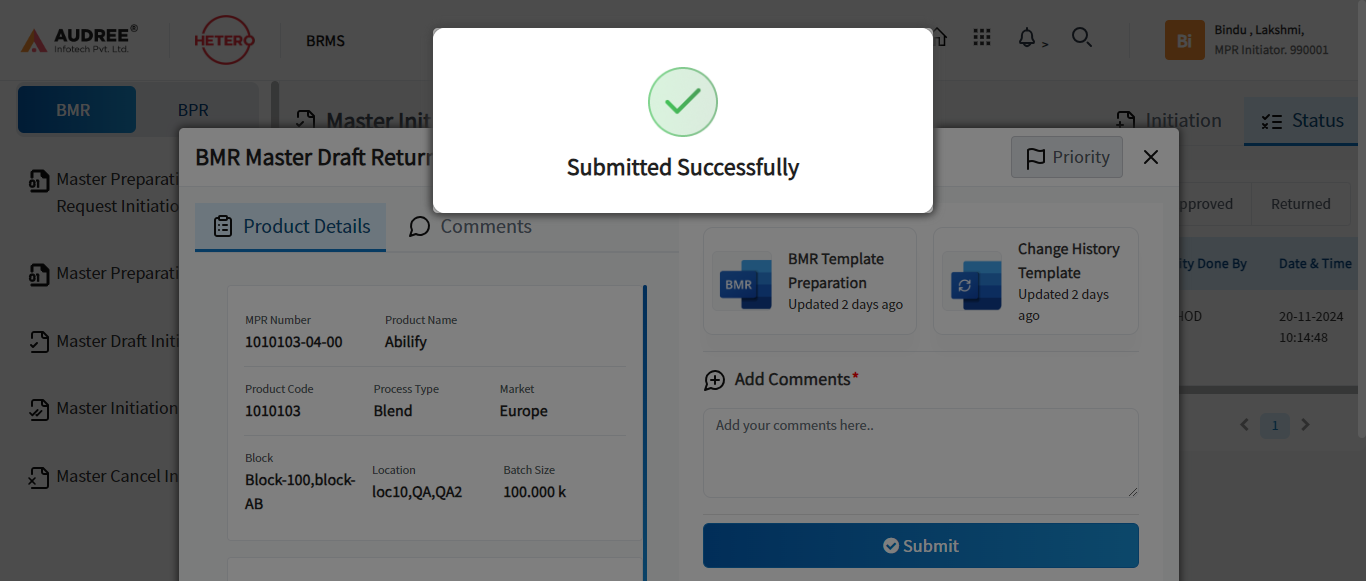 AUDREE®
Infotech Pvt. Ltd.
HETERO
BRMS
>
Bi
Bindu , Lakshmi,
MPR Initiator. 990001
Submitted Successfully
BMR
BPR
Master Init
Initiation
Status
Master Preparati
Request Initiatio
Master Preparati
Master Draft Initi
Master Initiation
Master Cancel In
BMR Master Draft Return
Priority
Product Details
Comments
MPR Number
Product Name
1010103-04-00
Abilify
Product Code
Process Type
Market
1010103
Blend
Europe
Block
Location
Batch Size
Block-100,block-
AB
loc10,QA,QA2
100.000 k
BMR
BMR Template
Preparation
Updated 2 days ago
Change History
Template
Updated 2 days
ago
Add Comments*
Add your comments here..
Submit
pproved
Returned
ity Done By
Date & Time
HOD
20-11-2024
10:14:48
1